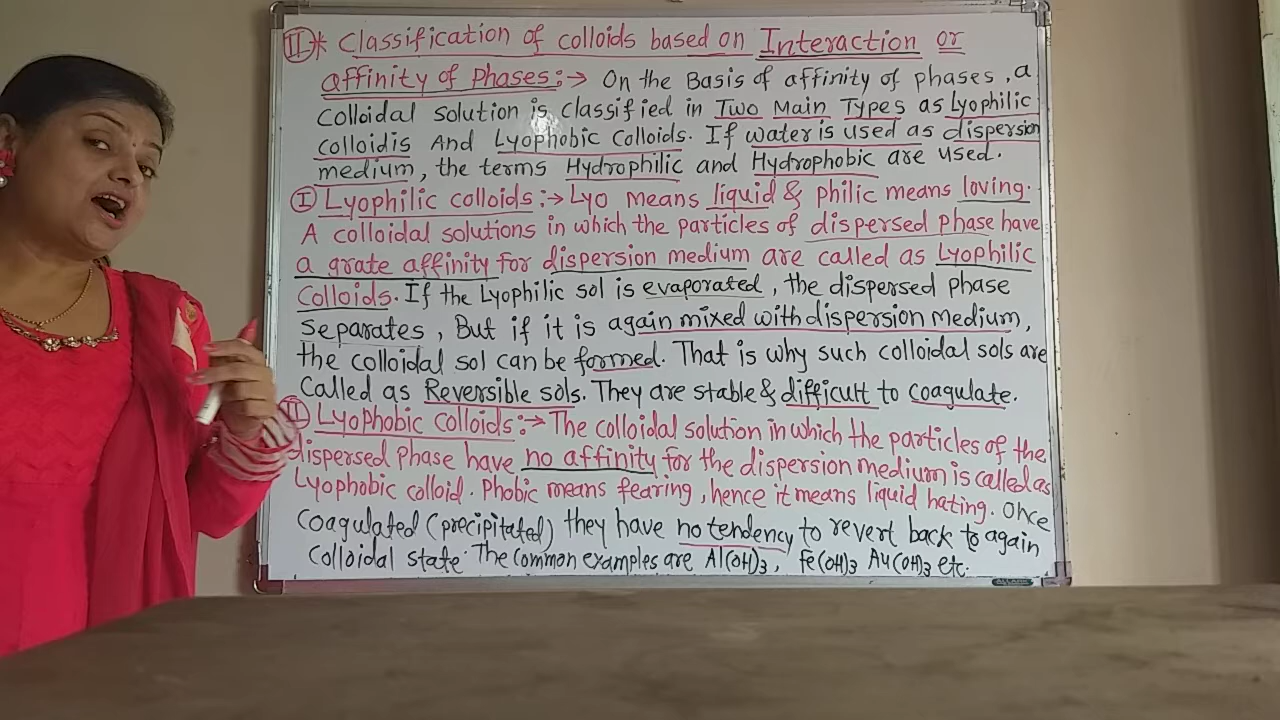 II * Classification of colloids based on Interaction or
affinity of Phases:→ On the Basis of affinity of phases, a
colloidal solution is classified in Two Main Types as Lyophilic
colloidis And Lyophobic Colloids. If water is used as dispersion
medium, the terms Hydrophilic and Hydrophobic are used.
I Lyophilic colloids:→ Lyo means liquid & philic means loving.
A colloidal solutions in which the particles of dispersed phase have
a grate affinity for dispersion medium are called as Lyophilic
Colloids. If the Lyophilic sol is evaporated, the dispersed phase
separates, But if it is again mixed with dispersion Medium,
the colloidal sol can be formed. That is why such colloidal sols are
Called as Reversible sols. They are stable & difficult to coagulate.
II Lyophobic Colloids:→ The colloidal solution in which the particles of the
dispersed Phase have no affinity for the dispersion medium is called as
Lyophobic colloid. Phobic means fearing, hence it means liquid hating. Once
Coagulated (precipitated) they have no tendency to revert back to again
colloidal state. The common examples are Al(OH)3, Fe(OH)3 Au(OH)3 etc.